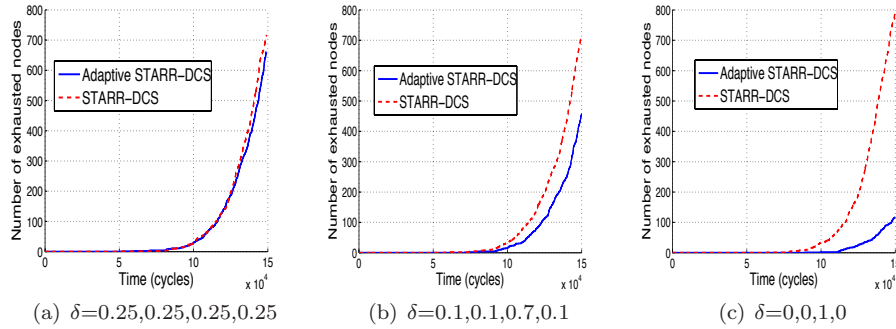 800
700
600
500
400
300
200
100
0
Number of exhausted nodes
Adaptive STARR-DCS
STARR-DCS
0 5 10 15
Time (cycles)
x 10^4
(a) δ=0.25,0.25,0.25,0.25
800
700
600
500
400
300
200
100
0
Number of exhausted nodes
Adaptive STARR-DCS
STARR-DCS
0 5 10 15
Time (cycles)
x 10^4
(b) δ=0.1,0.1,0.7,0.1
800
700
600
500
400
300
200
100
0
Number of exhausted nodes
Adaptive STARR-DCS
STARR-DCS
0 5 10 15
Time (cycles)
x 10^4
(c) δ=0,0,1,0